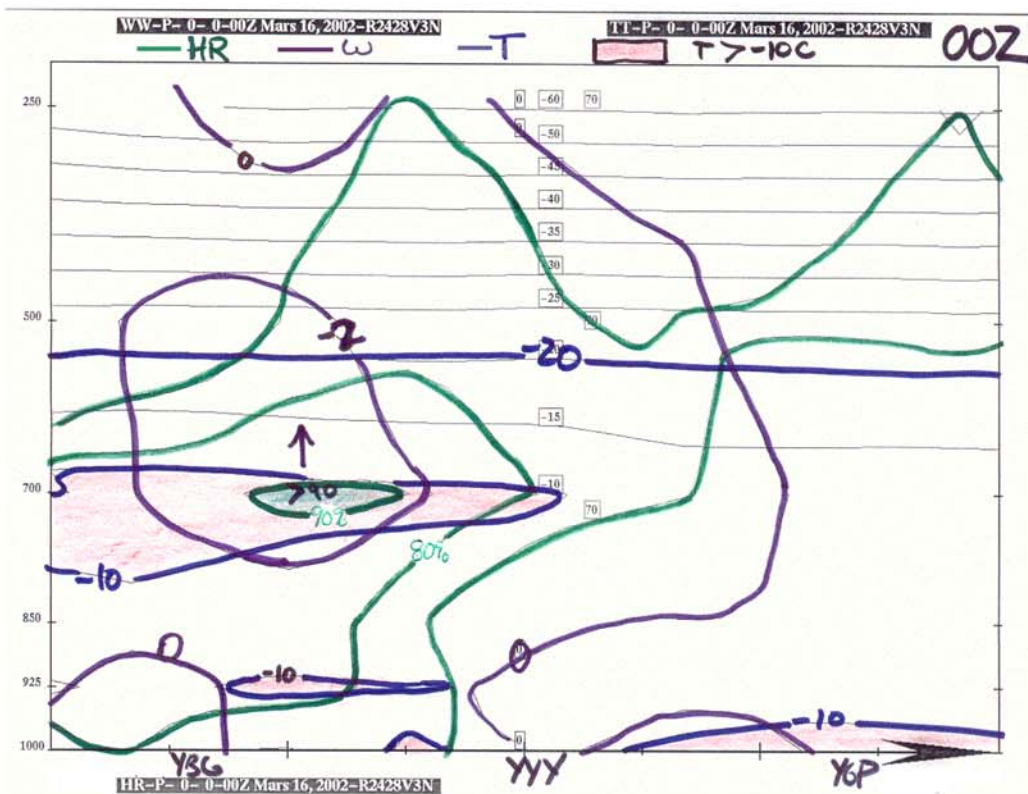 WW-P- 0- 0-00Z Mars 16, 2002-R2428V3N TT-P- 0- 0-00Z Mars 16, 2002-R2428V3N
HR ω T T>-10C 00Z
250 0 -60 70
0 -50
0 -45
-40
-35
-30
-25
500 -2 70
-20
-15
>90 -10
700 90% 70
80%
-10
850
0 0
925 -10
-10
1000 0
YBG YYY YGP
HR-P- 0- 0-00Z Mars 16, 2002-R2428V3N